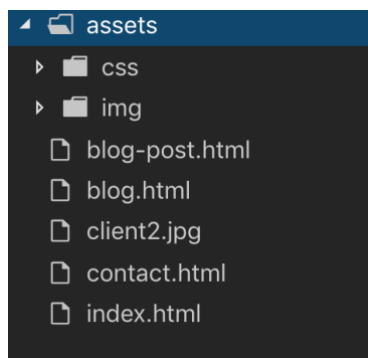 assets
css
img
blog-post.html
blog.html
client2.jpg
contact.html
index.html